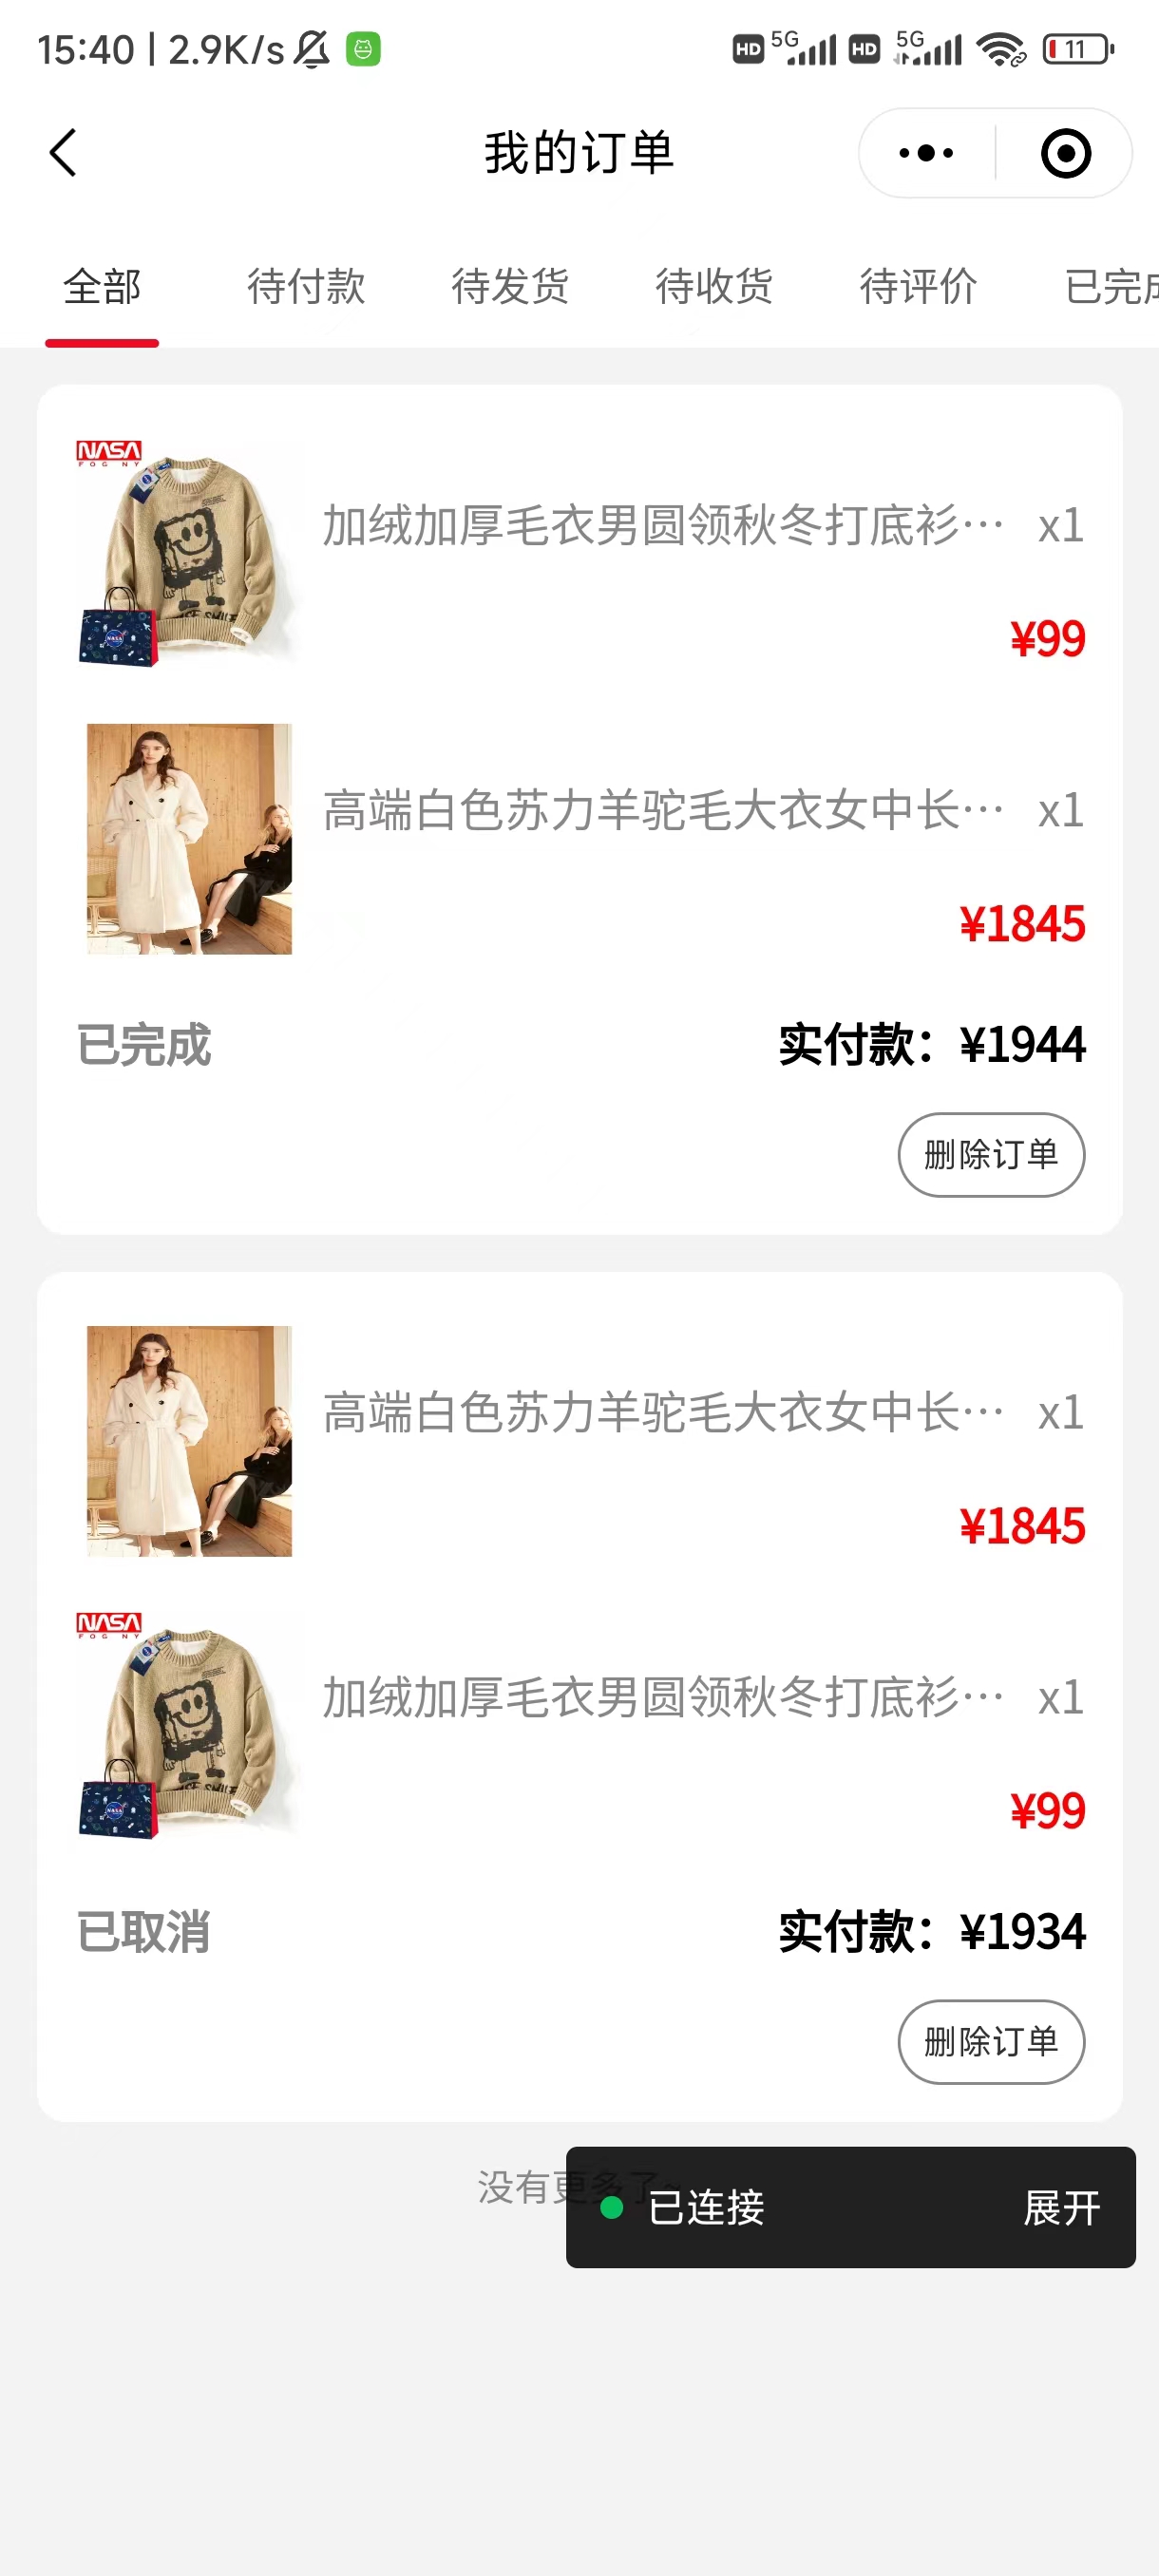 15:40 | 2.9K/s
HD 5G HD 5G 11
我的订单
全部 待付款 待发货 待收货 待评价 已完成
NASA
FOG NY
加绒加厚毛衣男圆领秋冬打底衫… x1
¥99
高端白色苏力羊驼毛大衣女中长… x1
¥1845
已完成 实付款：¥1944
删除订单
高端白色苏力羊驼毛大衣女中长… x1
¥1845
NASA
FOG NY
加绒加厚毛衣男圆领秋冬打底衫… x1
¥99
已取消 实付款：¥1934
删除订单
没有更多了~
已连接 展开